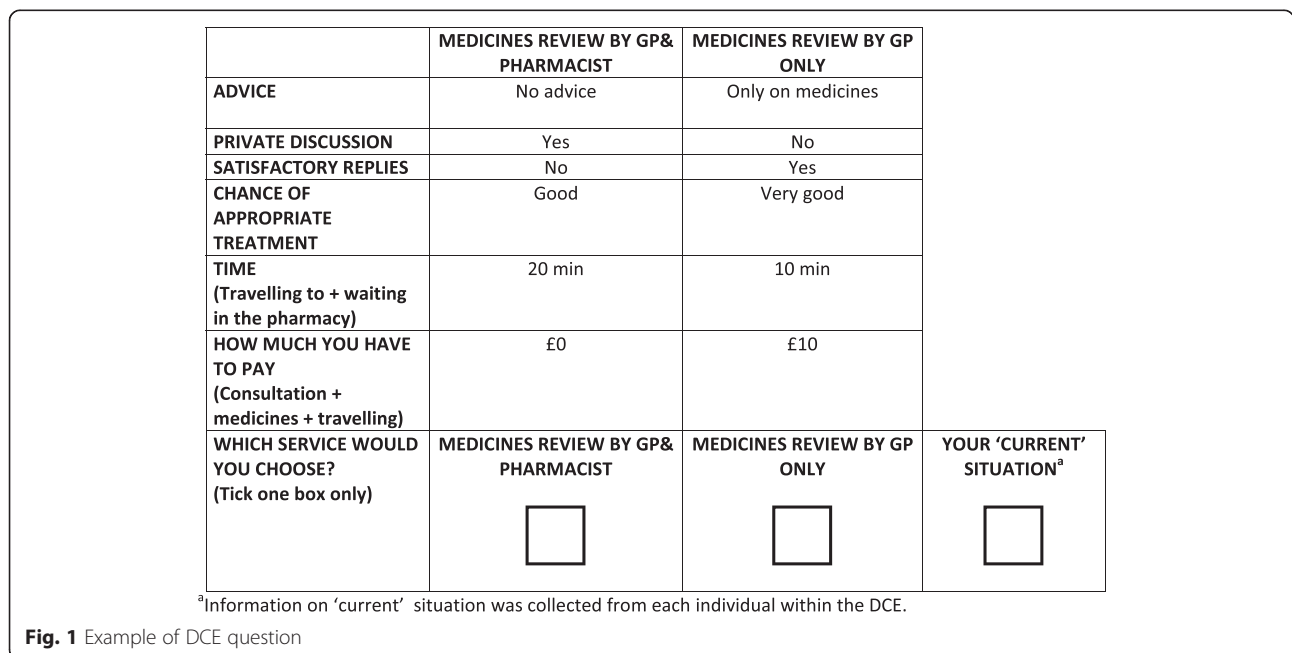 MEDICINES REVIEW BY GP& PHARMACIST
MEDICINES REVIEW BY GP ONLY
ADVICE
No advice
Only on medicines
PRIVATE DISCUSSION
Yes
No
SATISFACTORY REPLIES
No
Yes
CHANCE OF
APPROPRIATE
TREATMENT
Good
Very good
TIME
(Travelling to + waiting
in the pharmacy)
20 min
10 min
HOW MUCH YOU HAVE
TO PAY
(Consultation +
medicines + travelling)
£0
£10
WHICH SERVICE WOULD
YOU CHOOSE?
(Tick one box only)
MEDICINES REVIEW BY GP&
PHARMACIST
MEDICINES REVIEW BY GP
ONLY
YOUR ‘CURRENT’
SITUATIONa
aInformation on ‘current’ situation was collected from each individual within the DCE.
Fig. 1 Example of DCE question